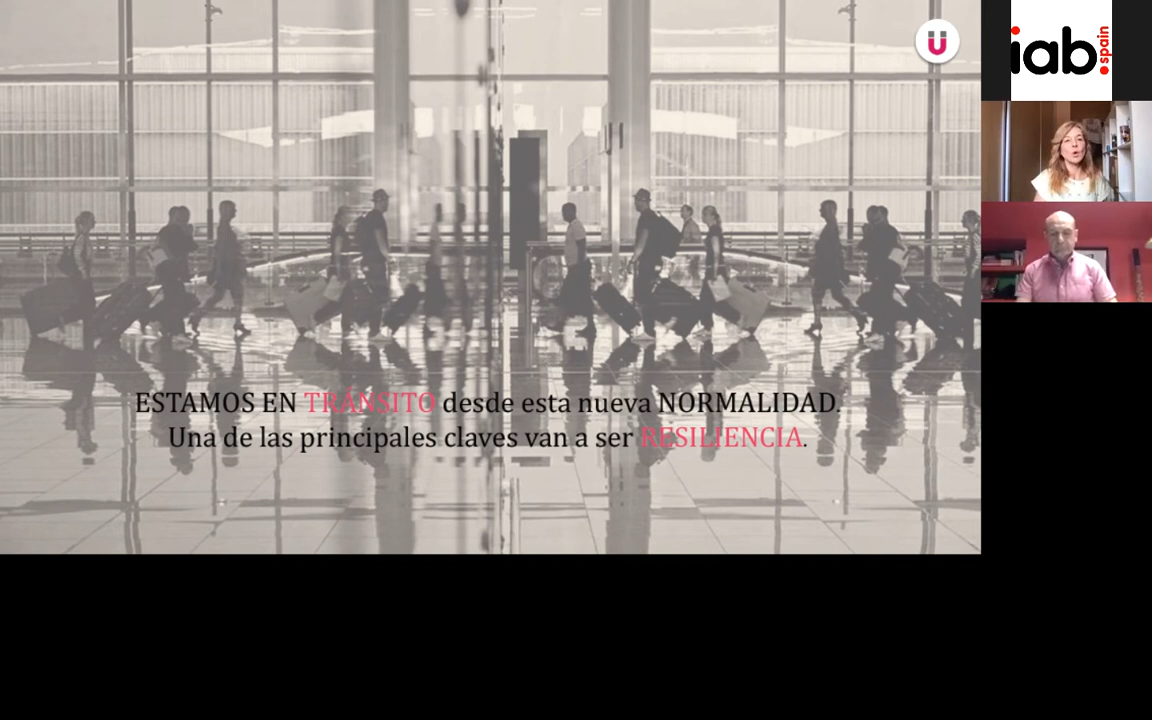 iab
spain
ESTAMOS EN TRÁNSITO desde esta nueva NORMALIDAD.
Una de las principales claves van a ser RESILIENCIA.